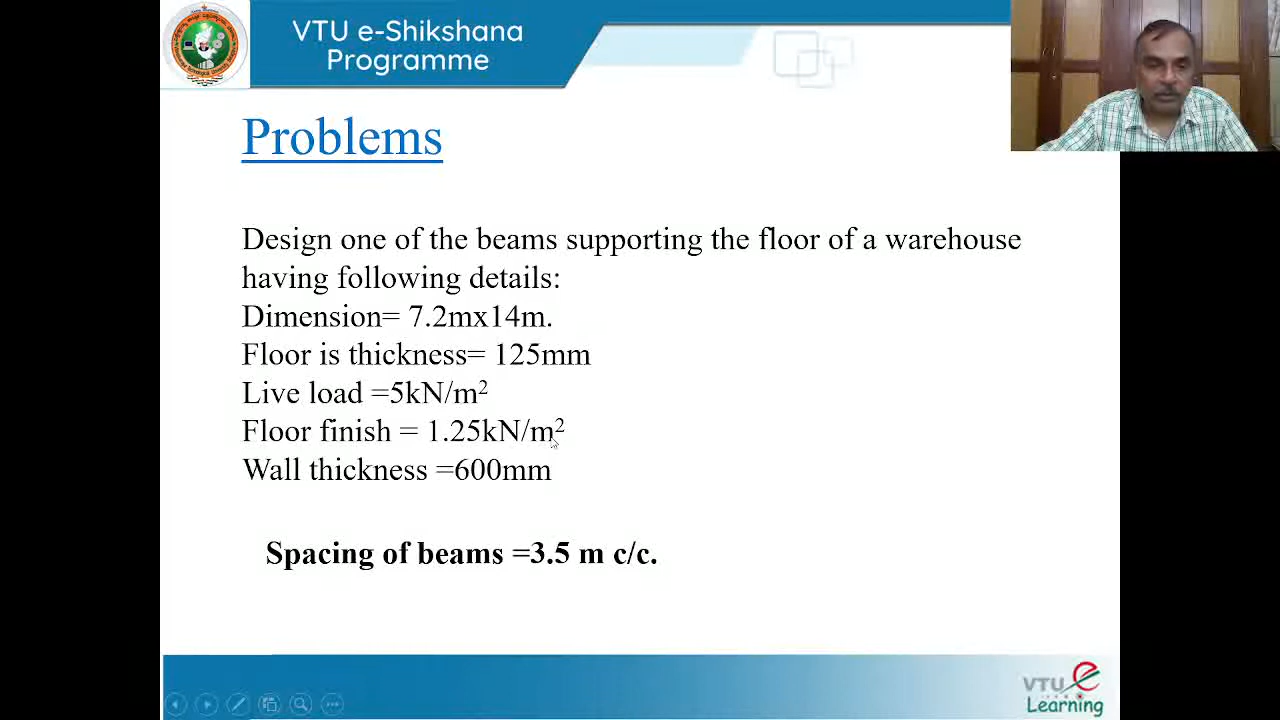 VTU e-Shikshana
Programme
Problems
Design one of the beams supporting the floor of a warehouse
having following details:
Dimension= 7.2mx14m.
Floor is thickness= 125mm
Live load =5kN/m²
Floor finish = 1.25kN/m²
Wall thickness =600mm
Spacing of beams =3.5 m c/c.
VTU e
Learning